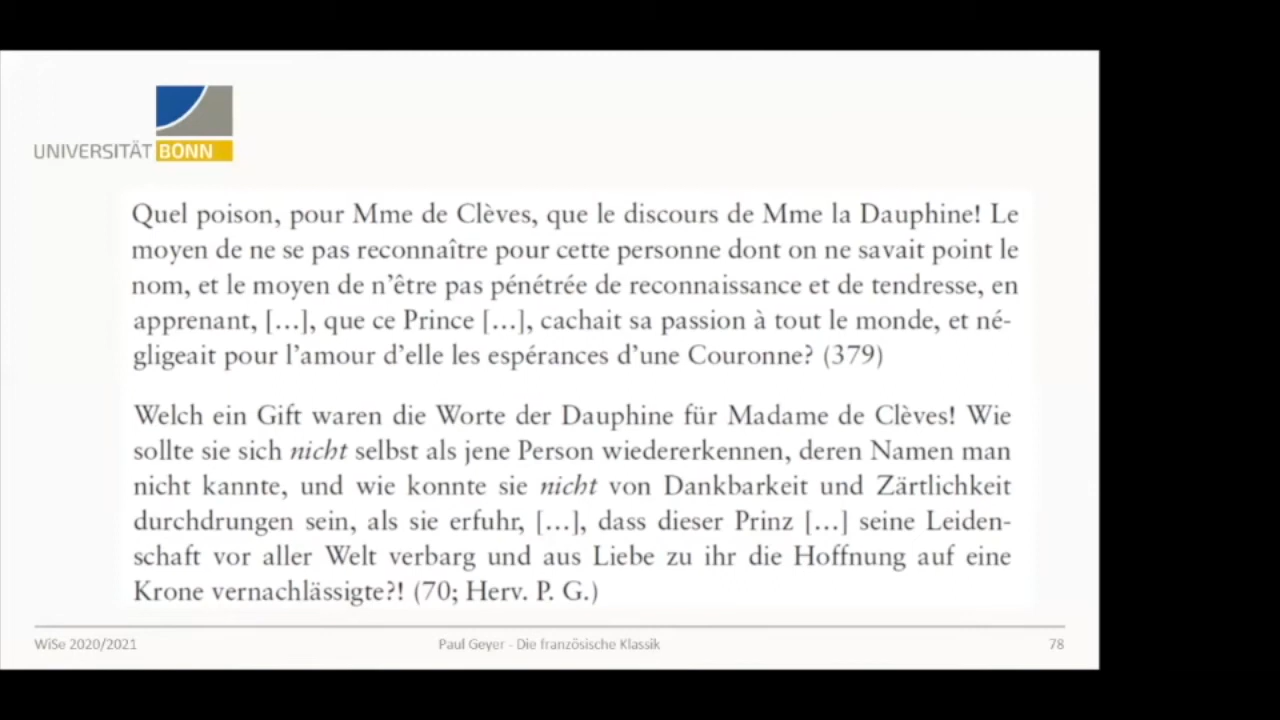 UNIVERSITÄT BONN
Quel poison, pour Mme de Clèves, que le discours de Mme la Dauphine! Le
moyen de ne se pas reconnaître pour cette personne dont on ne savait point le
nom, et le moyen de n’être pas pénétrée de reconnaissance et de tendresse, en
apprenant, […], que ce Prince […], cachait sa passion à tout le monde, et né-
gligeait pour l’amour d’elle les espérances d’une Couronne? (379)
Welch ein Gift waren die Worte der Dauphine für Madame de Clèves! Wie
sollte sie sich nicht selbst als jene Person wiedererkennen, deren Namen man
nicht kannte, und wie konnte sie nicht von Dankbarkeit und Zärtlichkeit
durchdrungen sein, als sie erfuhr, […], dass dieser Prinz […] seine Leiden-
schaft vor aller Welt verbarg und aus Liebe zu ihr die Hoffnung auf eine
Krone vernachlässigte?! (70; Herv. P. G.)
WiSe 2020/2021 Paul Geyer - Die französische Klassik 78